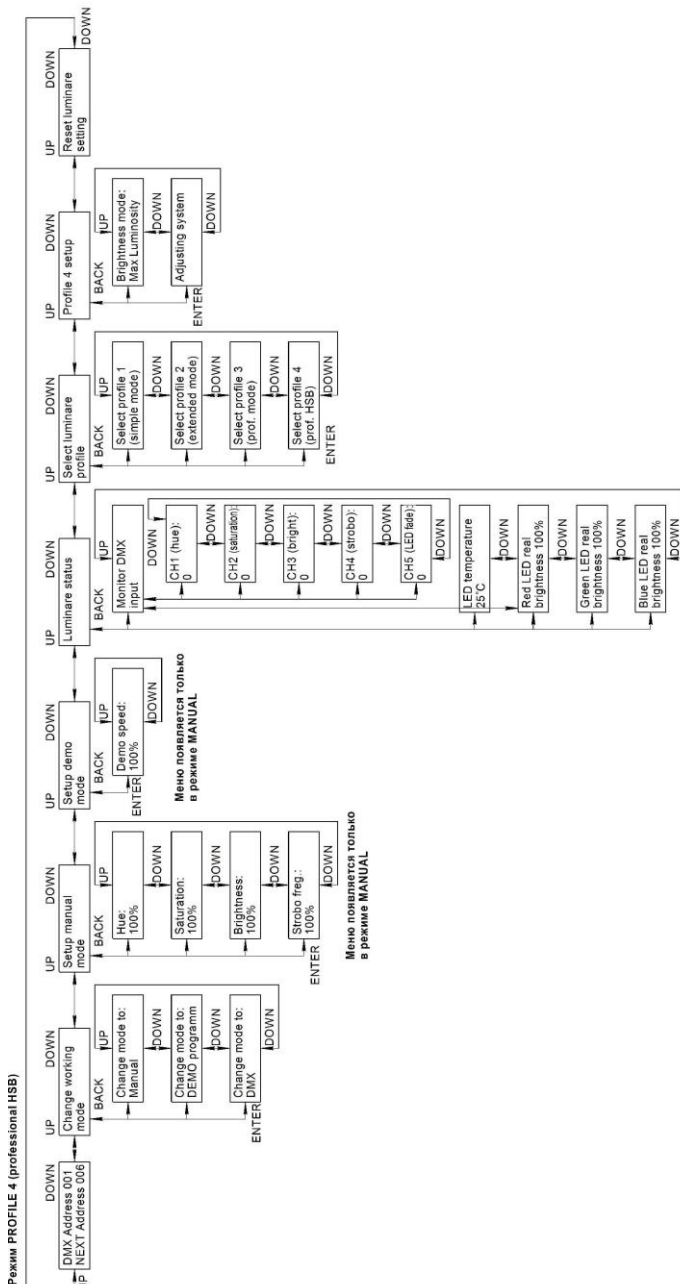 Режим PROFILE 4 (professional HSB)
UP
DOWN
DMX Address 001
NEXT Address 006
UP
DOWN
Change working
mode
BACK
UP
Change mode to:
Manual
DOWN
Change mode to:
DEMO programm
DOWN
Change mode to:
DMX
ENTER
DOWN
UP
DOWN
Setup manual
mode
BACK
UP
Hue:
100%
DOWN
Saturation:
100%
DOWN
Brightness:
100%
DOWN
Strobo freg.:
100%
ENTER
DOWN
Меню появляется только
в режиме MANUAL
UP
DOWN
Setup demo
mode
BACK
UP
Demo speed:
100%
ENTER
DOWN
Меню появляется только
в режиме MANUAL
UP
DOWN
Luminare status
BACK
UP
Monitor DMX
input
DOWN
CH1 (hue):
0
DOWN
CH2 (saturation):
0
DOWN
CH3 (bright):
0
DOWN
CH4 (strobo):
0
DOWN
CH5 (LED fade):
0
DOWN
LED temperature
25°C
DOWN
Red LED real
brightness 100%
DOWN
Green LED real
brightness 100%
DOWN
Blue LED real
brightness 100%
DOWN
UP
DOWN
Select luminare
profile
BACK
UP
Select profile 1
(simple mode)
DOWN
Select profile 2
(extended mode)
DOWN
Select profile 3
(prof. mode)
DOWN
Select profile 4
(prof. HSB)
ENTER
DOWN
UP
DOWN
Profile 4 setup
BACK
UP
Brightness mode:
Max Luminosity
DOWN
Adjusting system
ENTER
DOWN
UP
DOWN
Reset luminare
setting
DOWN